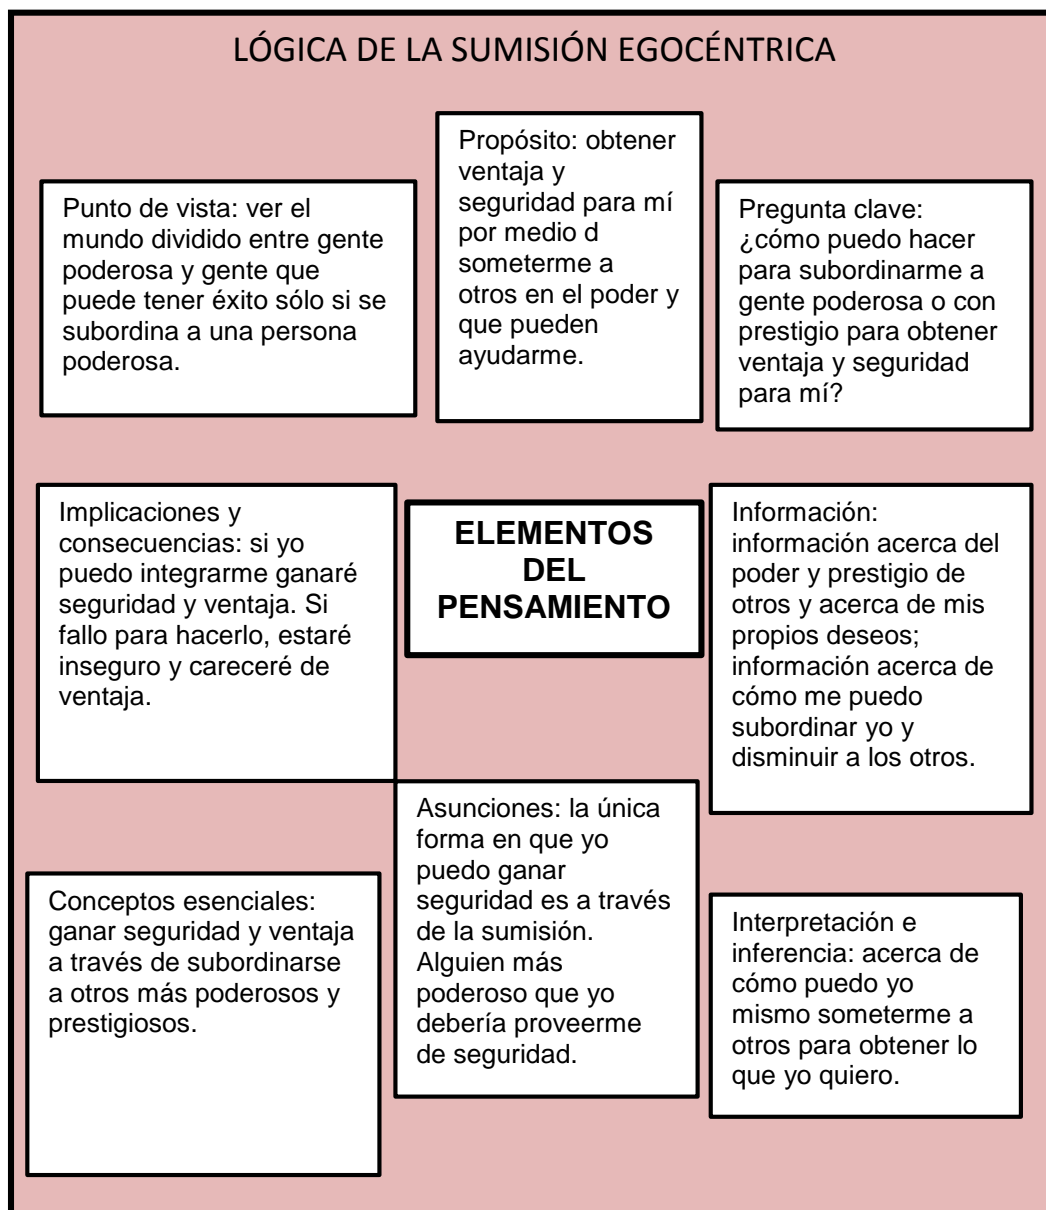 LÓGICA DE LA SUMISIÓN EGOCÉNTRICA
Punto de vista: ver el
mundo dividido entre gente
poderosa y gente que
puede tener éxito sólo si se
subordina a una persona
poderosa.
Propósito: obtener
ventaja y
seguridad para mí
por medio d
someterme a
otros en el poder y
que pueden
ayudarme.
Pregunta clave:
¿cómo puedo hacer
para subordinarme a
gente poderosa o con
prestigio para obtener
ventaja y seguridad
para mí?
Implicaciones y
consecuencias: si yo
puedo integrarme ganaré
seguridad y ventaja. Si
fallo para hacerlo, estaré
inseguro y careceré de
ventaja.
ELEMENTOS
DEL
PENSAMIENTO
Información:
información acerca del
poder y prestigio de
otros y acerca de mis
propios deseos;
información acerca de
cómo me puedo
subordinar yo y
disminuir a los otros.
Conceptos esenciales:
ganar seguridad y ventaja
a través de subordinarse
a otros más poderosos y
prestigiosos.
Asunciones: la única
forma en que yo
puedo ganar
seguridad es a través
de la sumisión.
Alguien más
poderoso que yo
debería proveerme
de seguridad.
Interpretación e
inferencia: acerca de
cómo puedo yo
mismo someterme a
otros para obtener lo
que yo quiero.